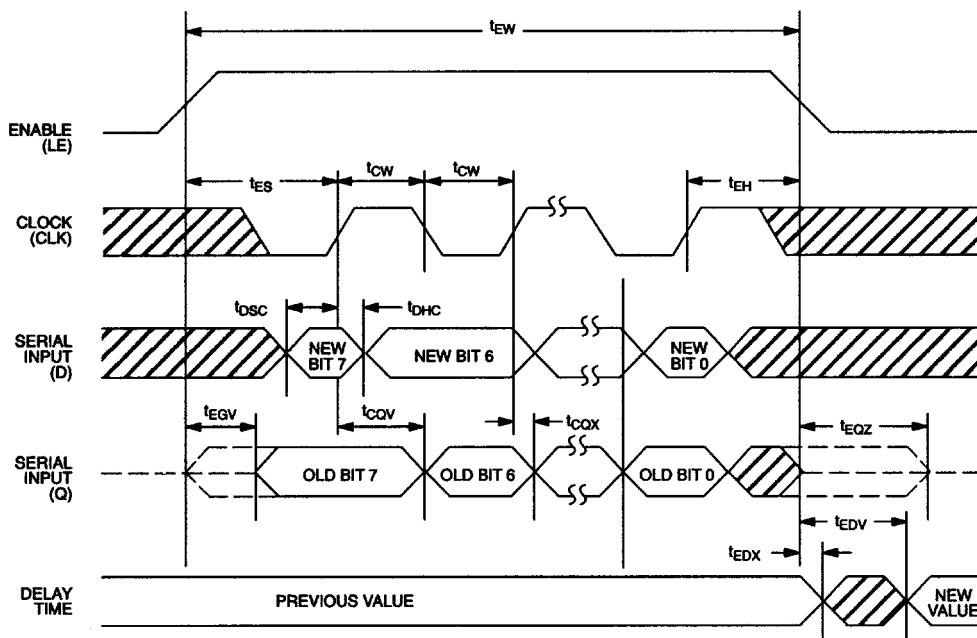 tEW
ENABLE
(LE)
tES
tCW
tCW
tEH
CLOCK
(CLK)
tDSC
tDHC
SERIAL
INPUT
(D)
NEW
BIT 7
NEW BIT 6
NEW
BIT 0
tEGV
tCQV
tCQX
tEQZ
SERIAL
INPUT
(Q)
OLD BIT 7
OLD BIT 6
OLD BIT 0
tEDV
tEDX
DELAY
TIME
PREVIOUS VALUE
NEW
VALUE